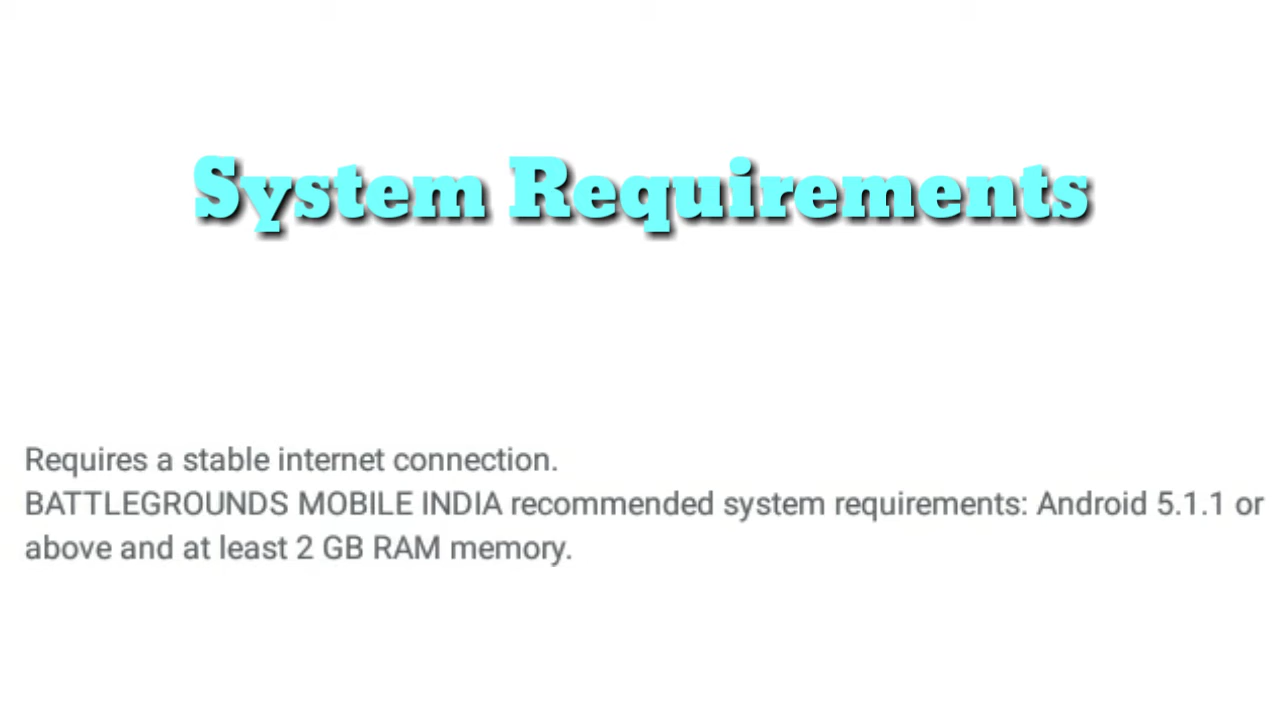 System Requirements
Requires a stable internet connection.
BATTLEGROUNDS MOBILE INDIA recommended system requirements: Android 5.1.1 or
above and at least 2 GB RAM memory.